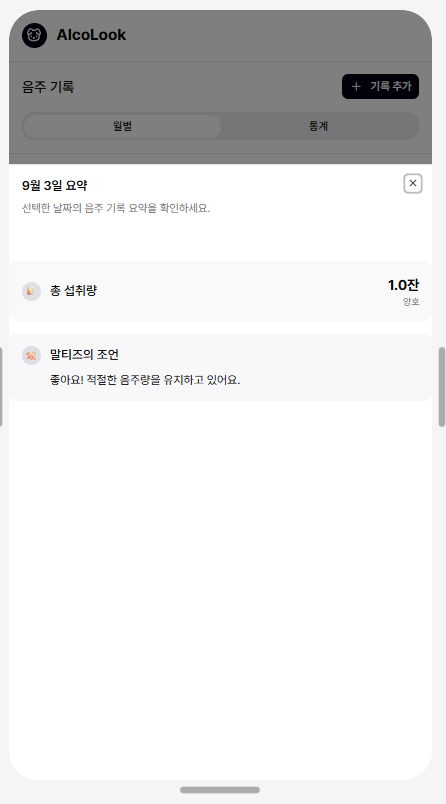 AlcoLook
음주 기록
+ 기록 추가
월별
통계
9월 3일 요약
선택한 날짜의 음주 기록 요약을 확인하세요.
총 섭취량
1.0잔
양호
말티즈의 조언
좋아요! 적절한 음주량을 유지하고 있어요.